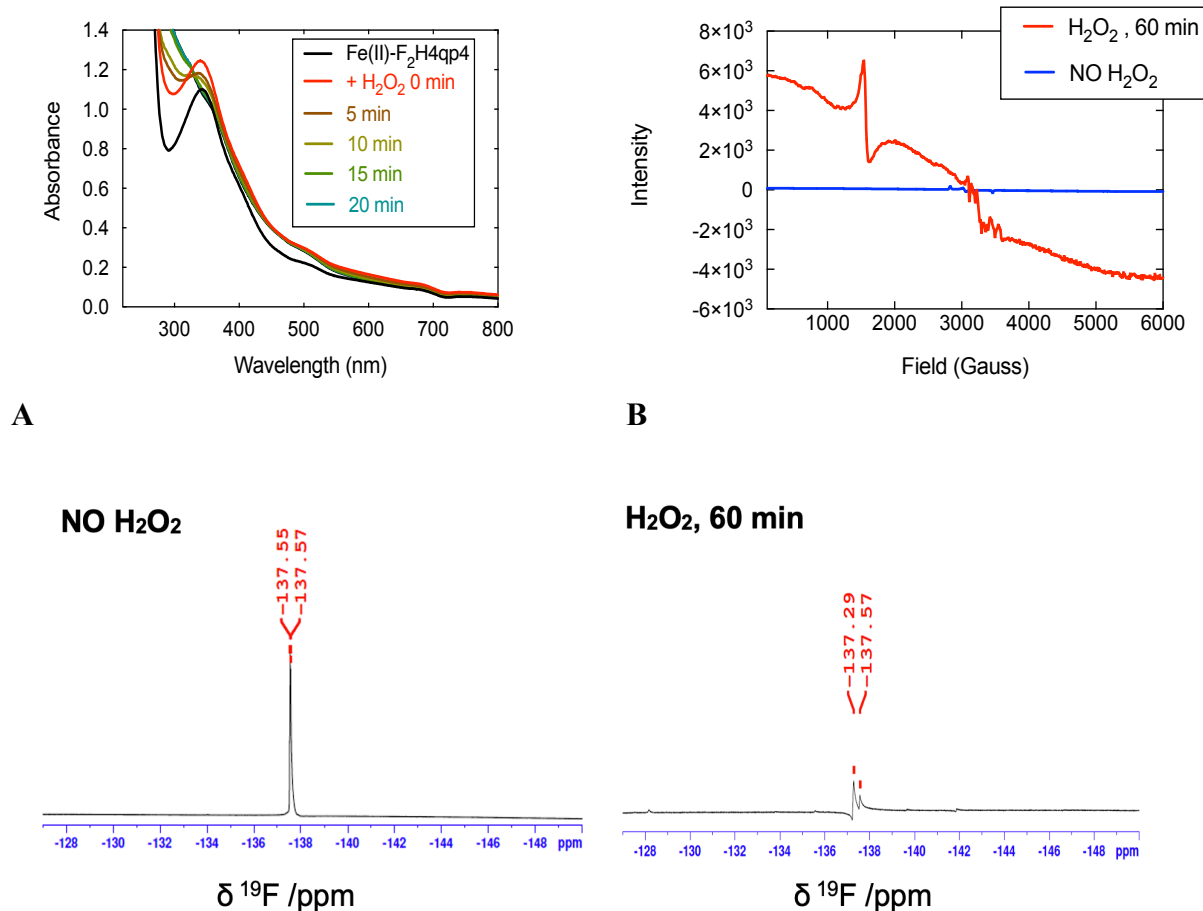 1.4
1.2
1.0
0.8
0.6
0.4
0.2
0.0
Absorbance
300 400 500 600 700 800
Wavelength (nm)
Fe(II)-F₂H4qp4
+ H₂O₂ 0 min
5 min
10 min
15 min
20 min
A
8×10³
6×10³
4×10³
2×10³
0
-2×10³
-4×10³
-6×10³
Intensity
1000 2000 3000 4000 5000 6000
Field (Gauss)
H₂O₂ , 60 min
NO H₂O₂
B
NO H₂O₂
-137.55
-137.57
-128 -130 -132 -134 -136 -138 -140 -142 -144 -146 -148 ppm
δ ¹⁹F /ppm
H₂O₂, 60 min
-137.29
-137.57
-128 -130 -132 -134 -136 -138 -140 -142 -144 -146 -148 ppm
δ ¹⁹F /ppm